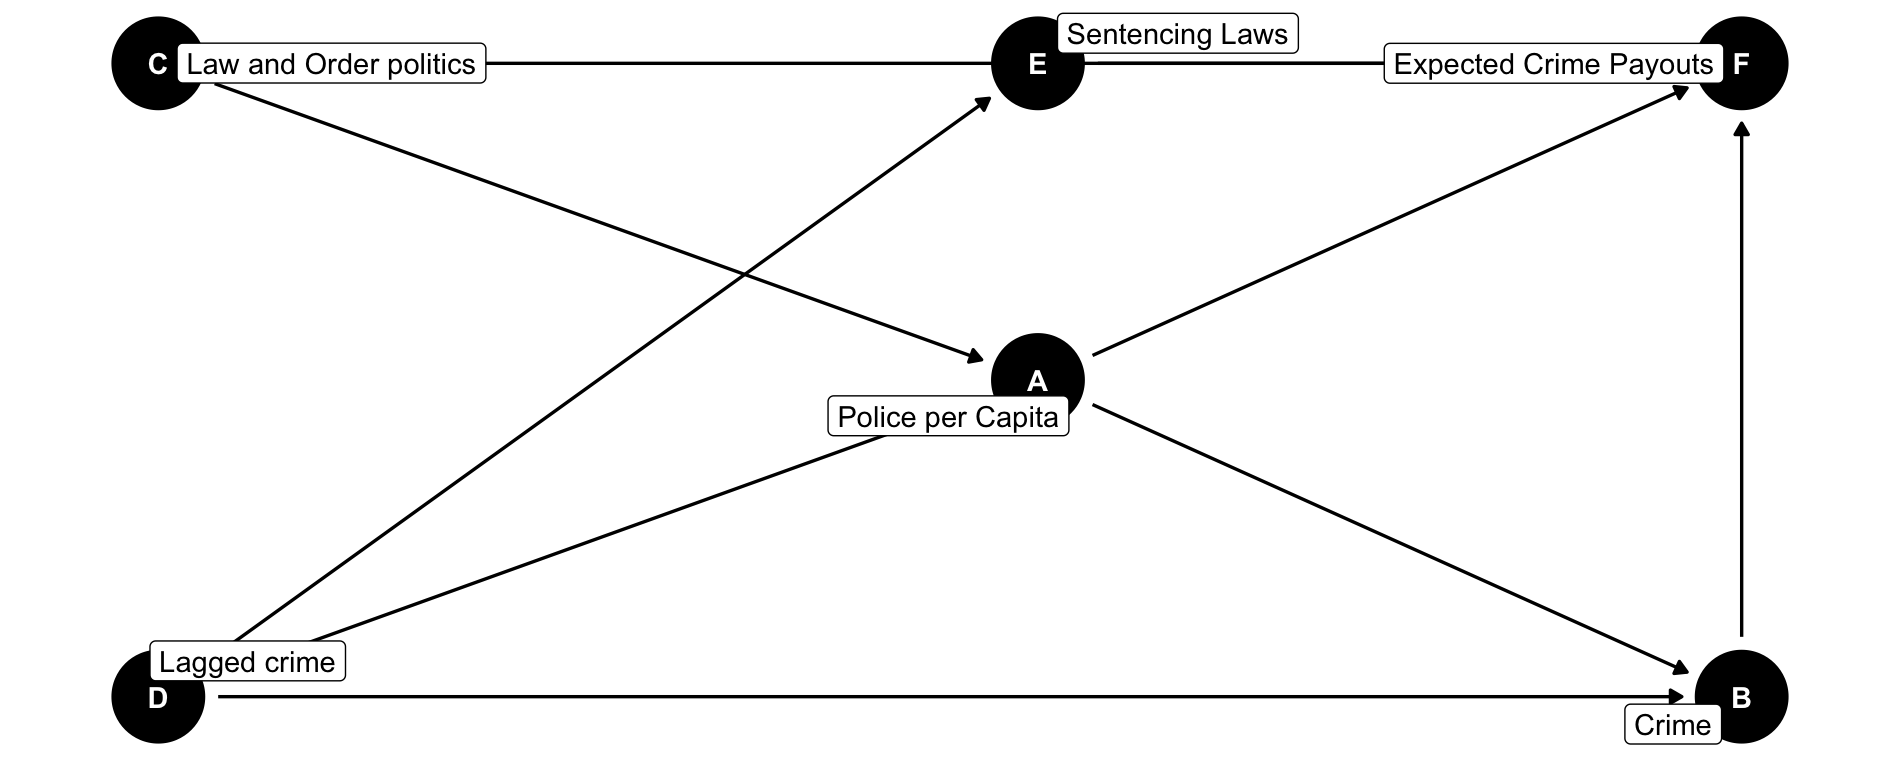 C
Law and Order politics
E
Sentencing Laws
Expected Crime Payouts
F
A
Police per Capita
Lagged crime
D
B
Crime